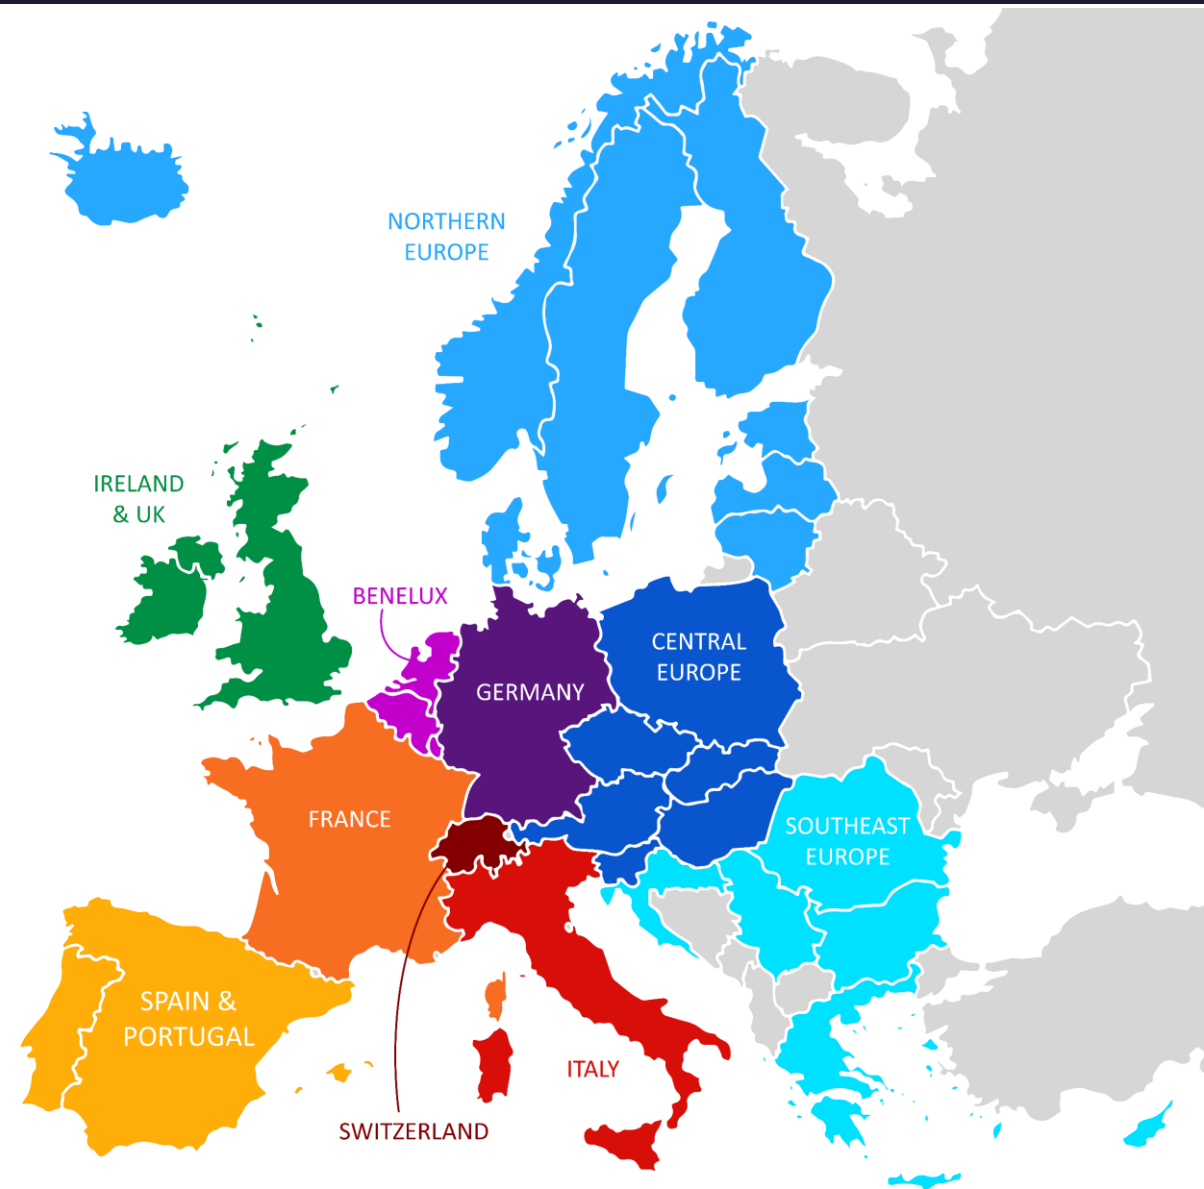 NORTHERN
EUROPE
IRELAND
& UK
BENELUX
CENTRAL
EUROPE
GERMANY
FRANCE
SOUTHEAST
EUROPE
SPAIN &
PORTUGAL
ITALY
SWITZERLAND